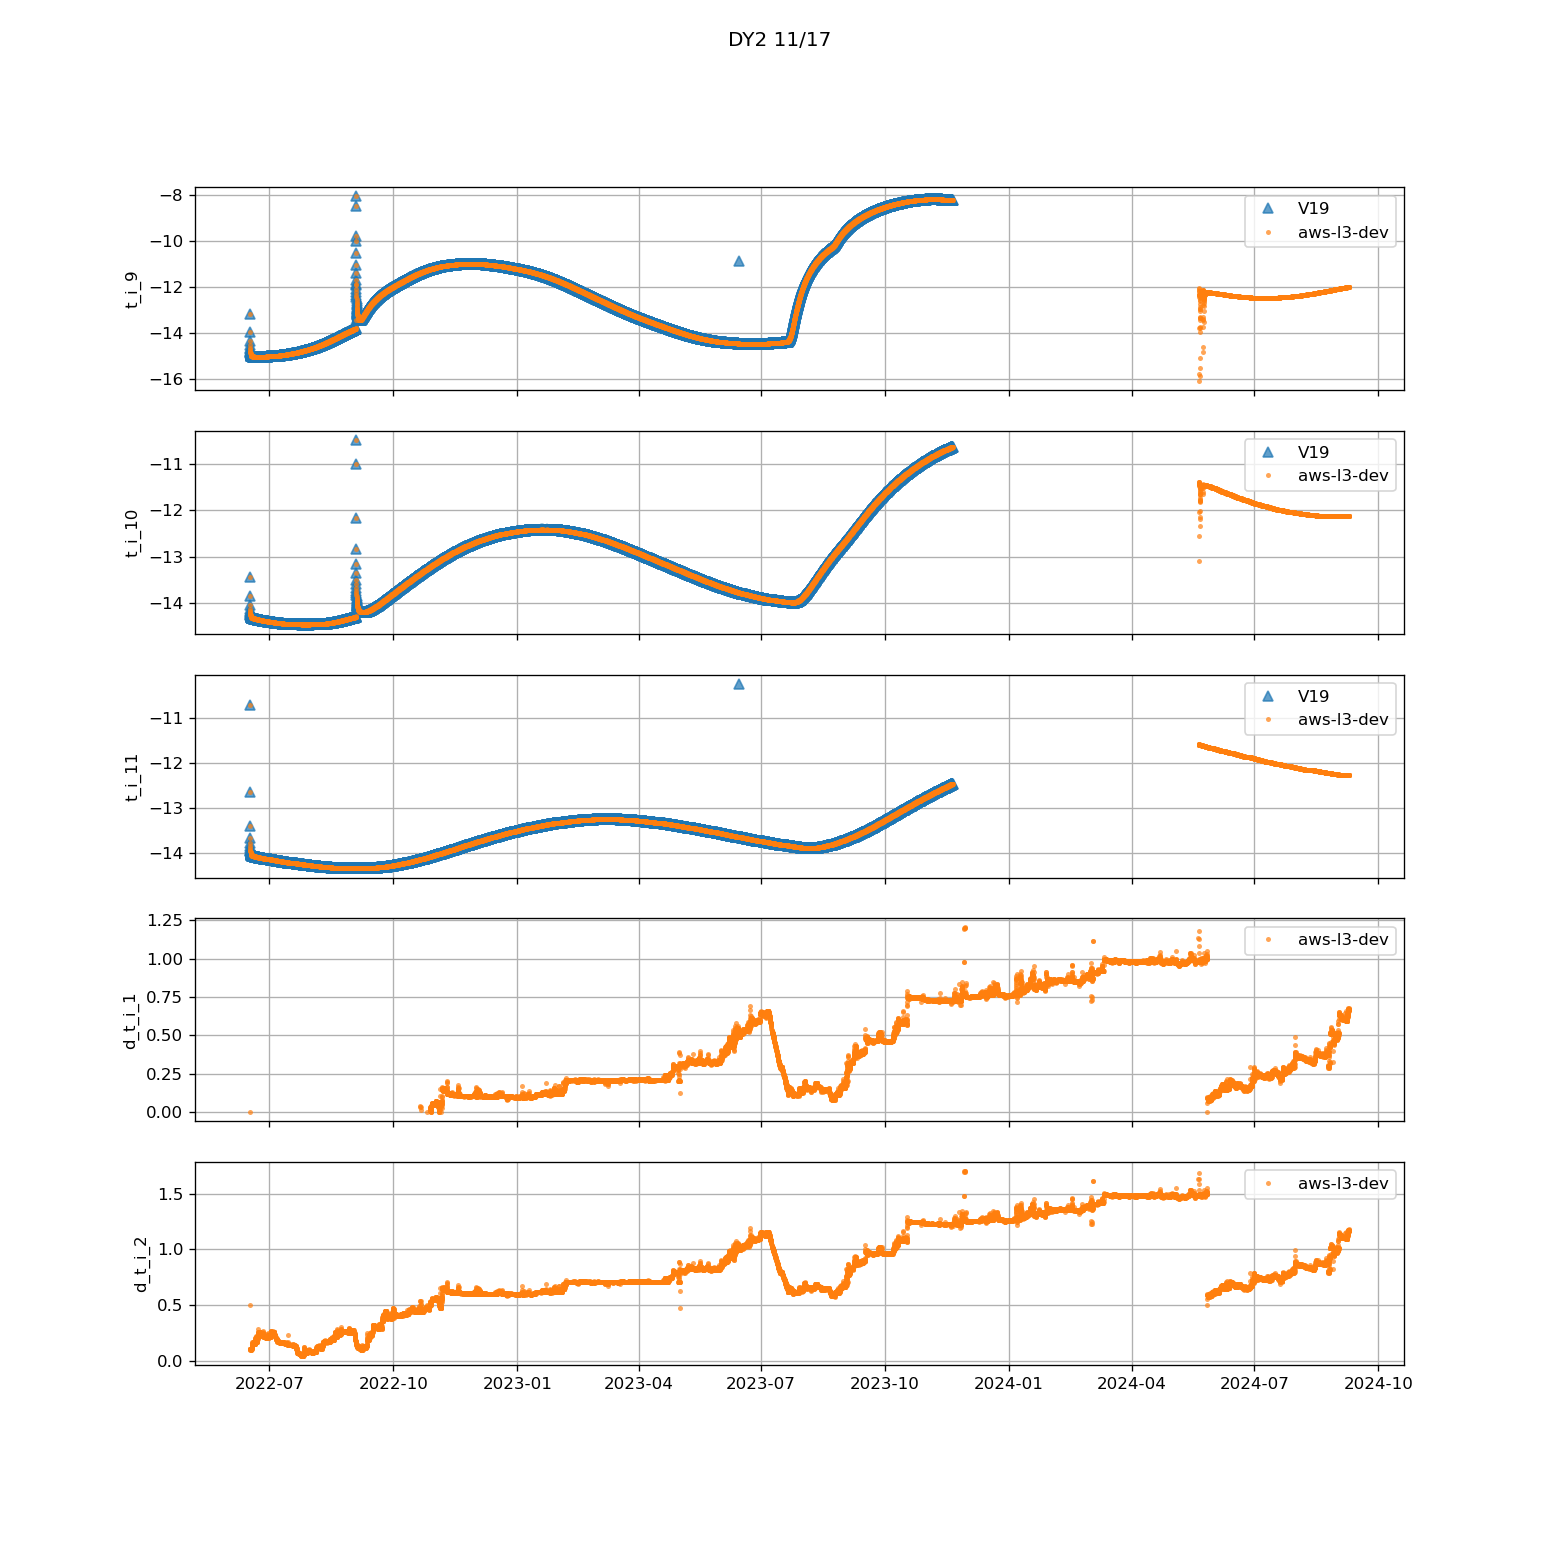 DY2 11/17
−8
−10
−12
−14
−16
t_i_9
V19
aws-l3-dev
−11
−12
−13
−14
t_i_10
V19
aws-l3-dev
−11
−12
−13
−14
t_i_11
V19
aws-l3-dev
1.25
1.00
0.75
0.50
0.25
0.00
d_t_i_1
aws-l3-dev
1.5
1.0
0.5
0.0
d_t_i_2
aws-l3-dev
2022-07 2022-10 2023-01 2023-04 2023-07 2023-10 2024-01 2024-04 2024-07 2024-10